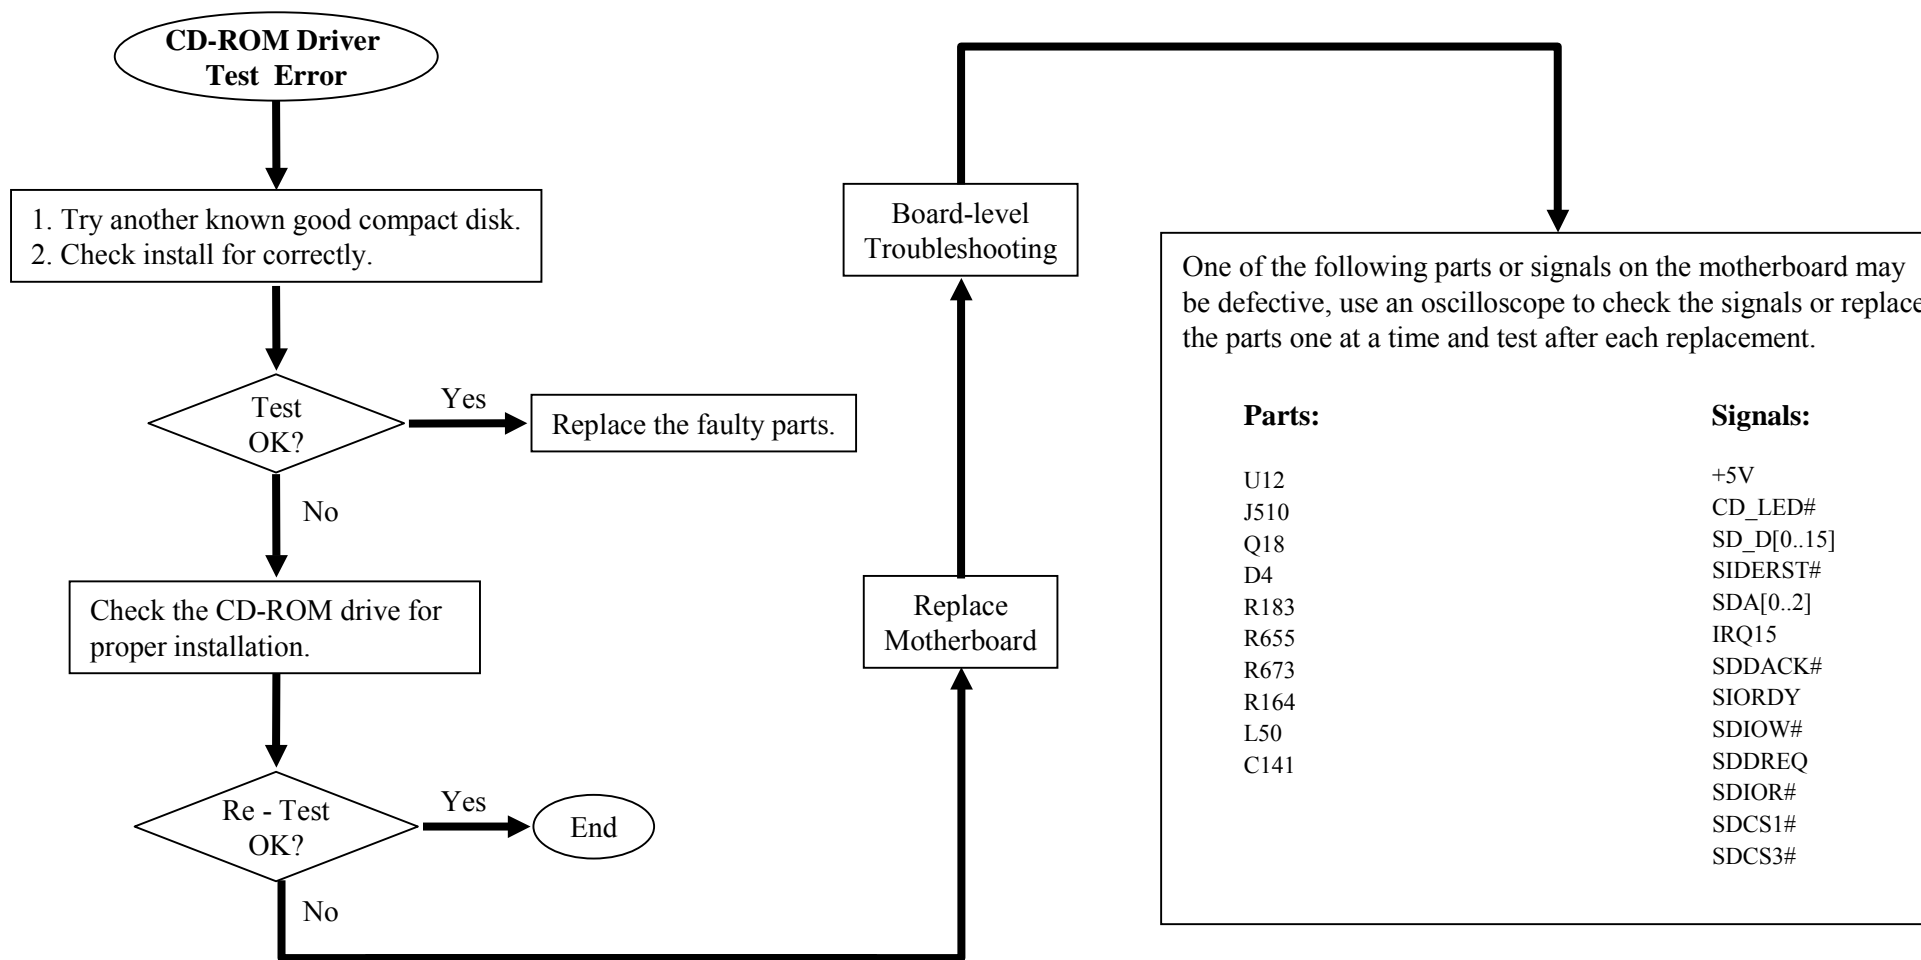 CD-ROM Driver
Test Error
1. Try another known good compact disk.
2. Check install for correctly.
Test
OK?
Yes
Replace the faulty parts.
No
Check the CD-ROM drive for
proper installation.
Re - Test
OK?
Yes
End
No
Replace
Motherboard
Board-level
Troubleshooting
One of the following parts or signals on the motherboard may
be defective, use an oscilloscope to check the signals or replace
the parts one at a time and test after each replacement.
Parts:
U12
J510
Q18
D4
R183
R655
R673
R164
L50
C141
Signals:
+5V
CD_LED#
SD_D[0..15]
SIDERST#
SDA[0..2]
IRQ15
SDDACK#
SIORDY
SDIOW#
SDDREQ
SDIOR#
SDCS1#
SDCS3#